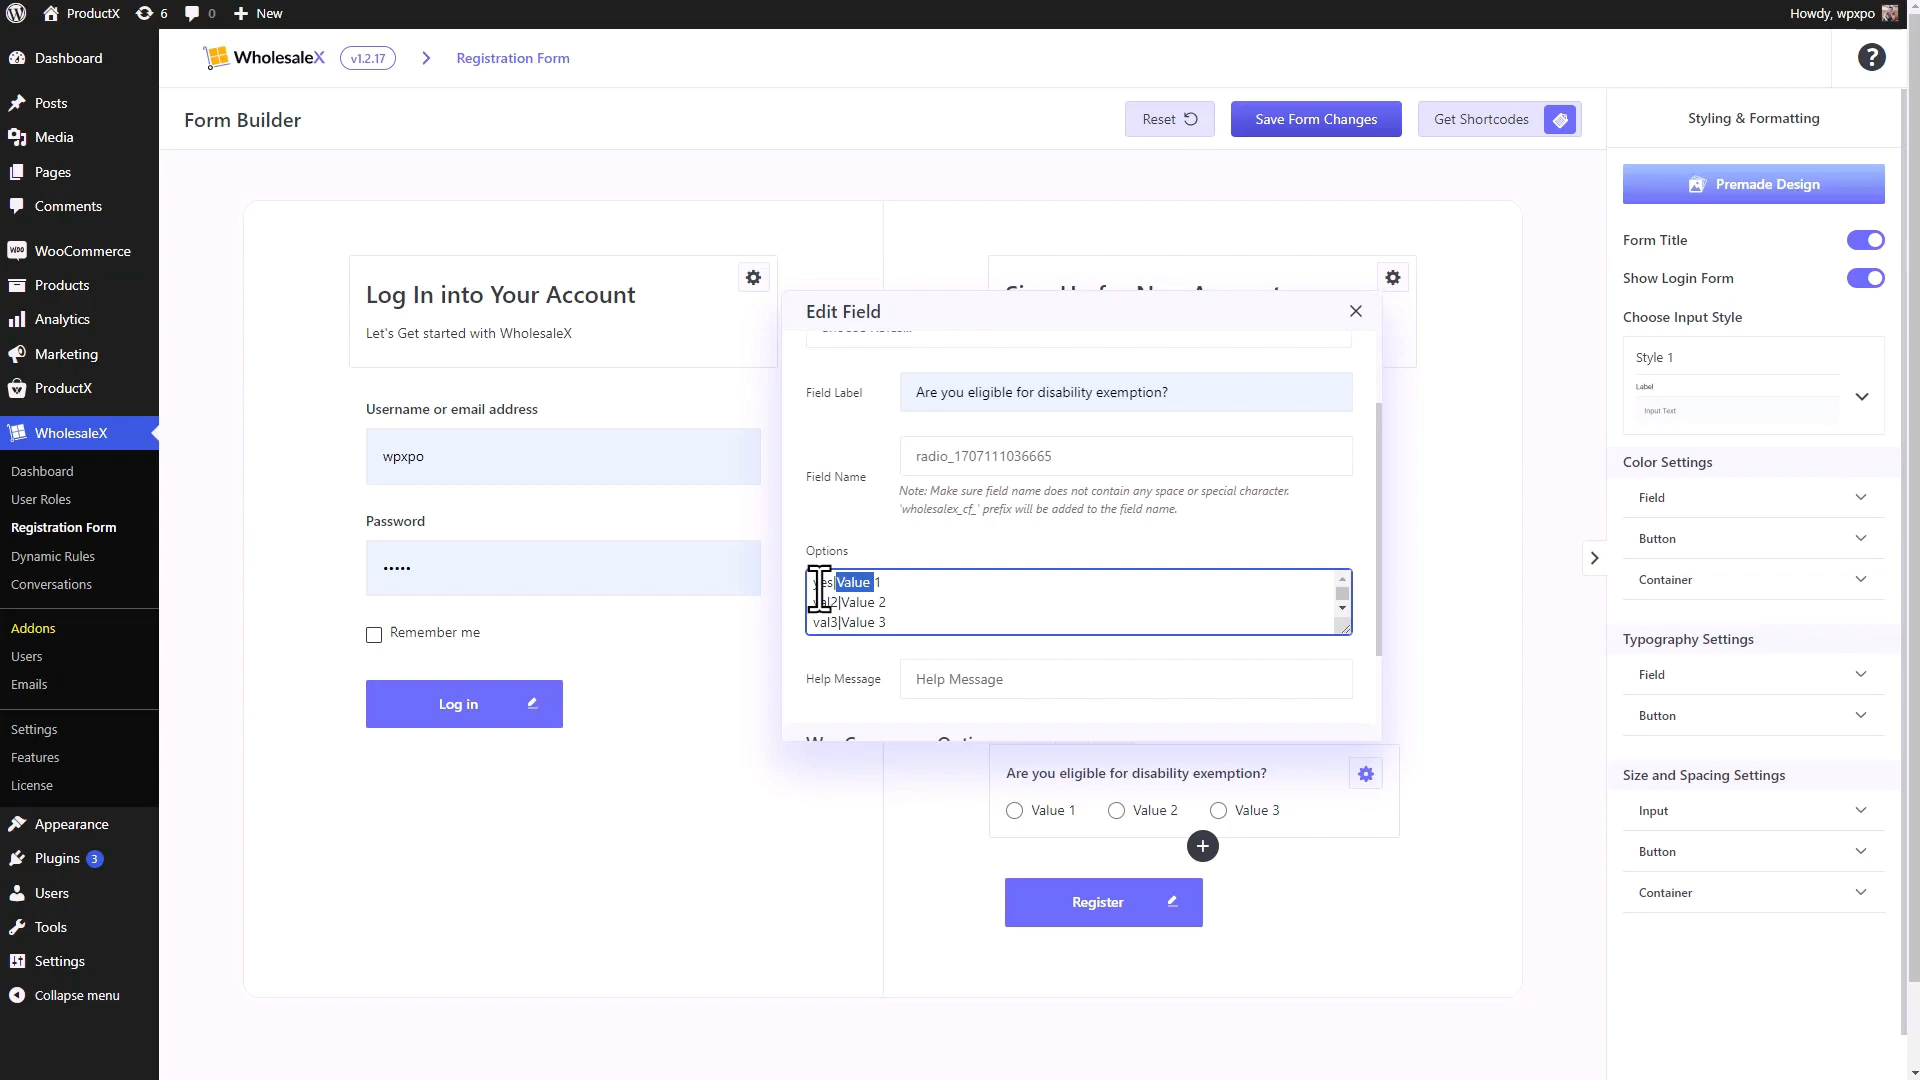 ProductX
6
0
New
Howdy, wpxpo
Dashboard
Posts
Media
Pages
Comments
WooCommerce
Products
Analytics
Marketing
ProductX
WholesaleX
Dashboard
User Roles
Registration Form
Dynamic Rules
Conversations
Addons
Users
Emails
Settings
Features
License
Appearance
Plugins 3
Users
Tools
Settings
Collapse menu
WholesaleX
v1.2.17
Registration Form
?
Form Builder
Reset
Save Form Changes
Get Shortcodes
Log In into Your Account
Let's Get started with WholesaleX
Username or email address
wpxpo
Password
•••••
Remember me
Log in
Edit Field
Field Label
Are you eligible for disability exemption?
Field Name
radio_1707111036665
Note: Make sure field name does not contain any space or special character.
'wholesalex_cf_' prefix will be added to the field name.
Options
yes|Value 1
val2|Value 2
val3|Value 3
Help Message
Help Message
Are you eligible for disability exemption?
Value 1
Value 2
Value 3
Register
Styling & Formatting
Premade Design
Form Title
Show Login Form
Choose Input Style
Style 1
Label
Input Text
Color Settings
Field
Button
Container
Typography Settings
Field
Button
Size and Spacing Settings
Input
Button
Container